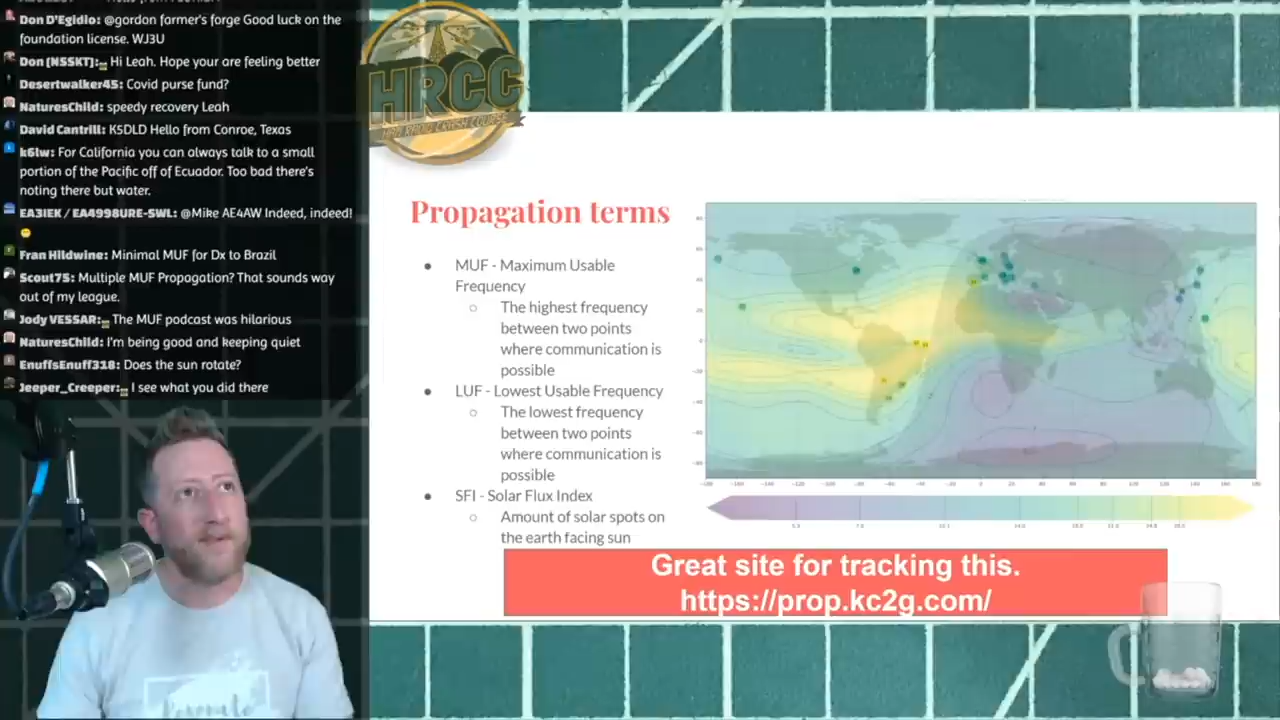 Don D'Egidio: @gordon farmer's forge Good luck on the
foundation license. WJ3U
Don (N5SKT): Hi Leah. Hope your are feeling better
Desertwalker45: Covid purse fund?
NaturesChild: speedy recovery Leah
David Cantrill: K5DLD Hello from Conroe, Texas
k6lw: For California you can always talk to a small
portion of the Pacific off of Ecuador. Too bad there's
noting there but water.
EA3IEK / EA4998URE-SWL: @Mike AE4AW Indeed, indeed!
Fran Hildwine: Minimal MUF for Dx to Brazil
Scout75: Multiple MUF Propagation? That sounds way
out of my league.
Jody VESSAR: The MUF podcast was hilarious
NaturesChild: I'm being good and keeping quiet
EnuffsEnuff318: Does the sun rotate?
Jeeper_Creeper: I see what you did there
HRCC
HAM RADIO CRASH COURSE
Propagation terms
MUF - Maximum Usable
Frequency
The highest frequency
between two points
where communication is
possible
LUF - Lowest Usable Frequency
The lowest frequency
between two points
where communication is
possible
SFI - Solar Flux Index
Amount of solar spots on
the earth facing sun
Great site for tracking this.
https://prop.kc2g.com/